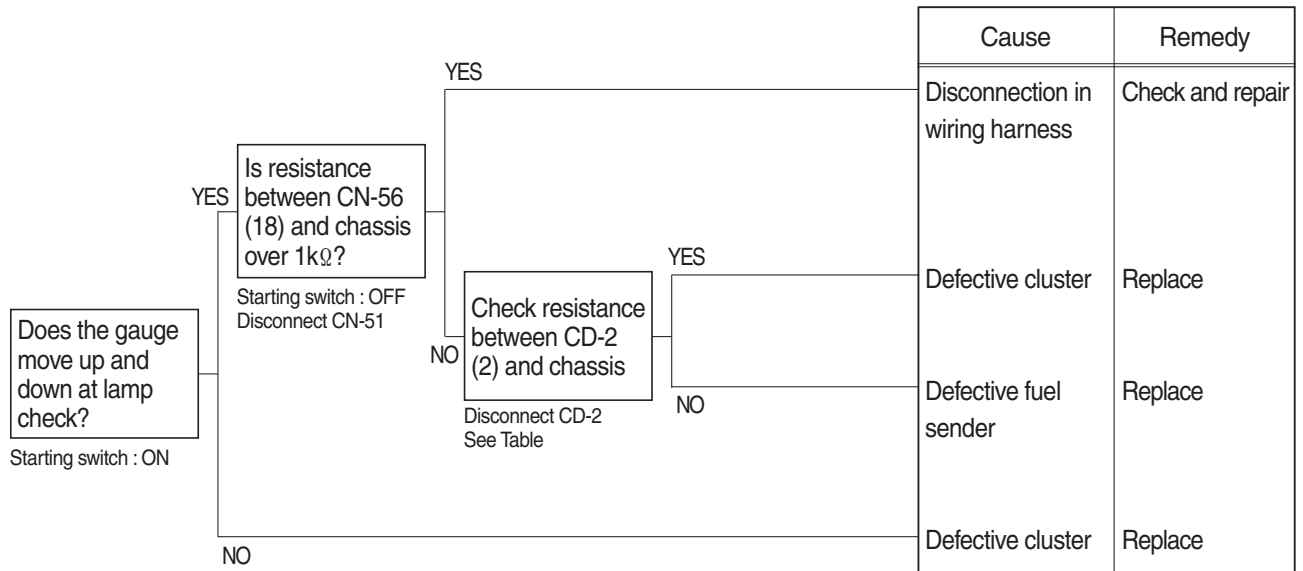 Cause
Remedy
YES
Disconnection in
wiring harness
Check and repair
YES
Is resistance
between CN-56
(18) and chassis
over 1kΩ?
Starting switch : OFF
Disconnect CN-51
YES
Defective cluster
Replace
Does the gauge
move up and
down at lamp
check?
Starting switch : ON
NO
Check resistance
between CD-2
(2) and chassis
Disconnect CD-2
See Table
NO
Defective fuel
sender
Replace
NO
Defective cluster
Replace